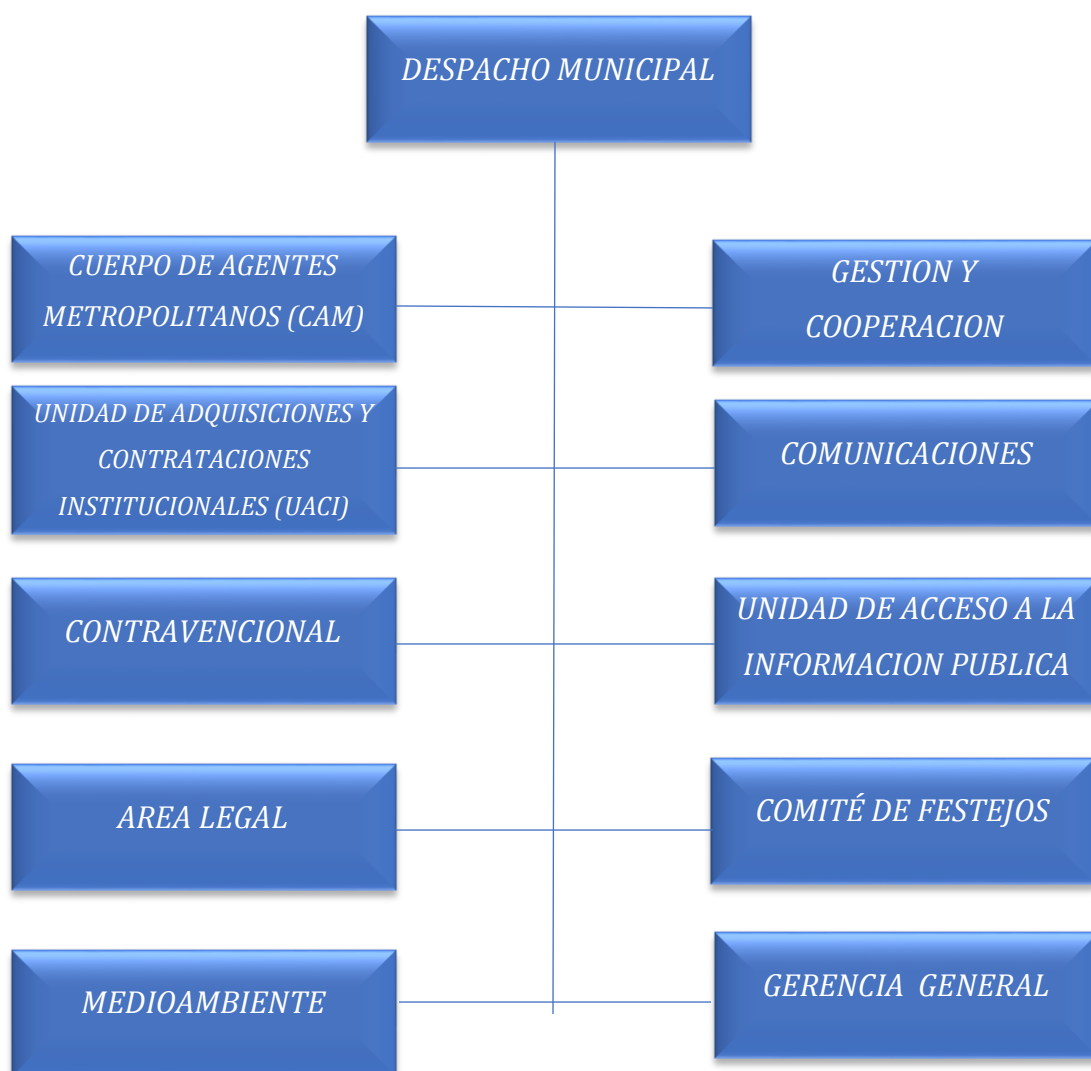 DESPACHO MUNICIPAL
CUERPO DE AGENTES
METROPOLITANOS (CAM)
GESTION Y
COOPERACION
UNIDAD DE ADQUISICIONES Y
CONTRATACIONES
INSTITUCIONALES (UACI)
COMUNICACIONES
CONTRAVENCIONAL
UNIDAD DE ACCESO A LA
INFORMACION PUBLICA
AREA LEGAL
COMITÉ DE FESTEJOS
MEDIOAMBIENTE
GERENCIA GENERAL